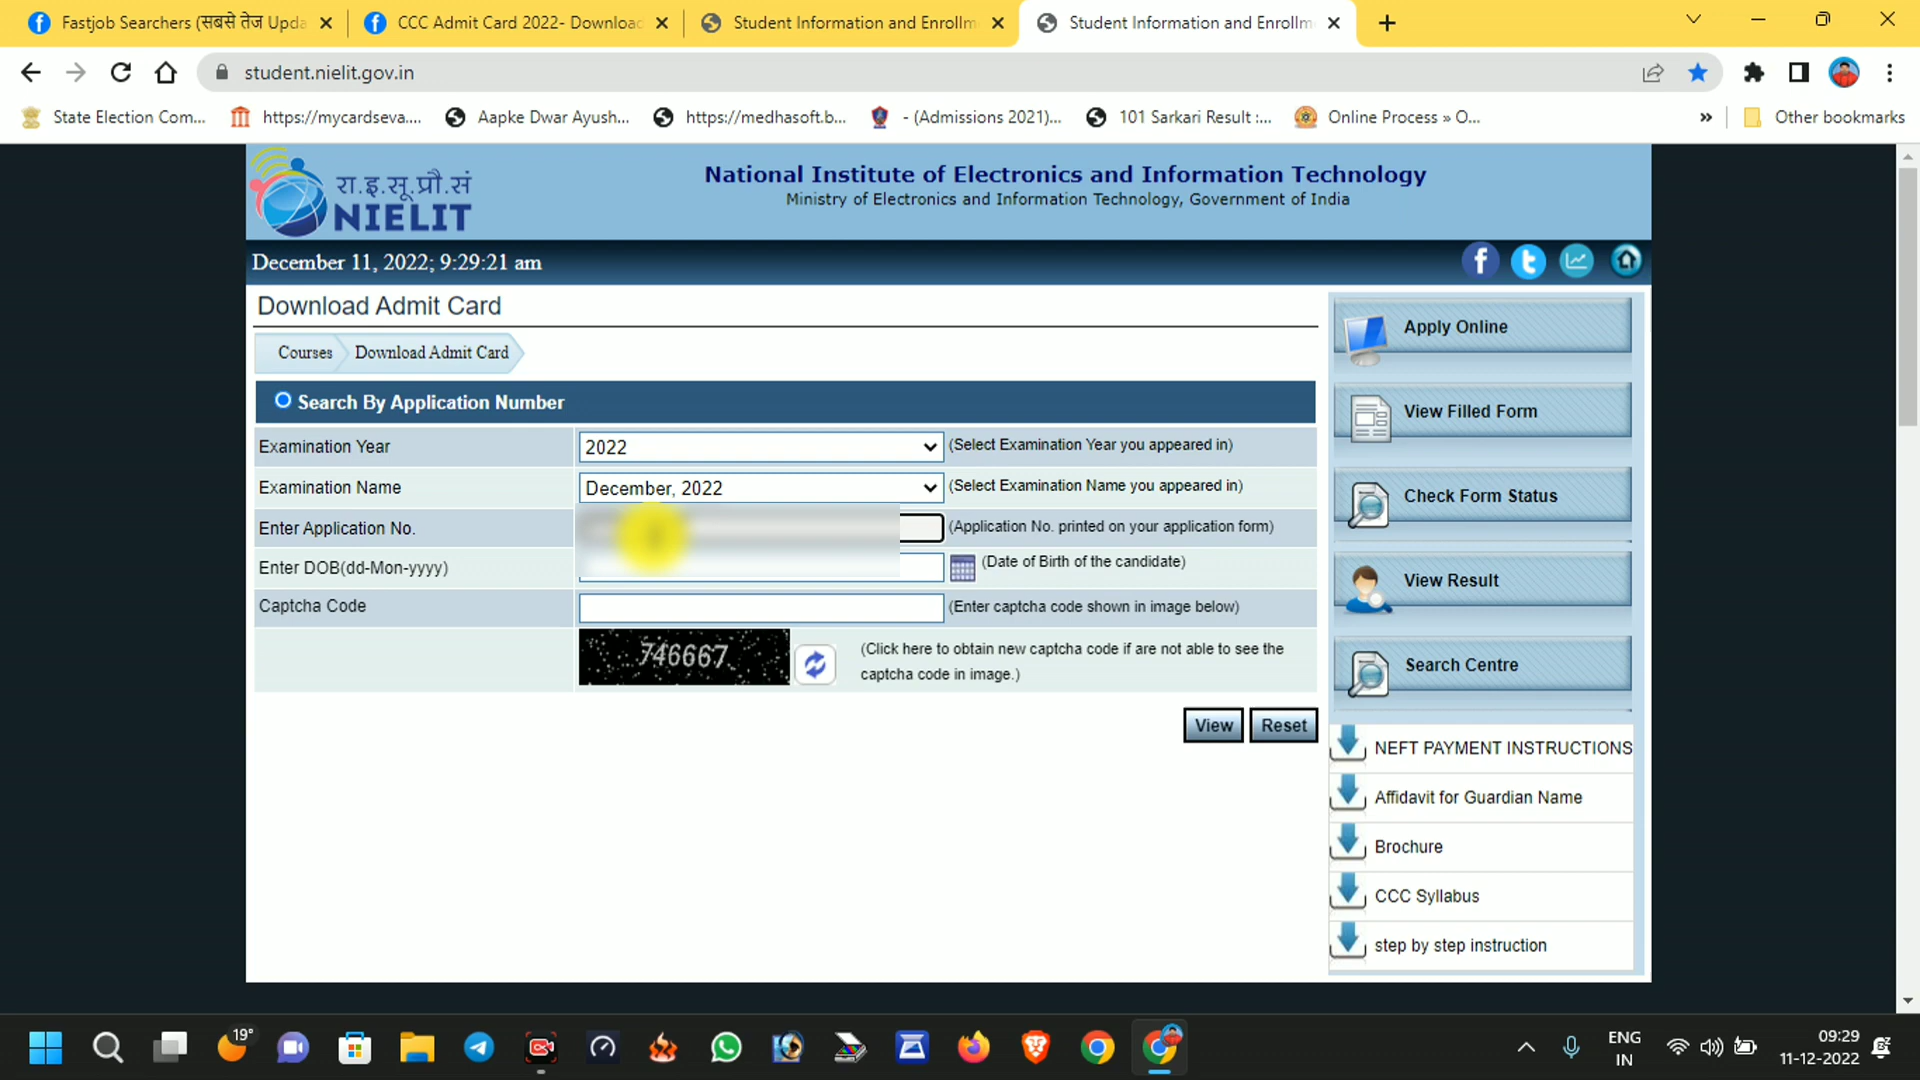 Fastjob Searchers (सबसे तेज Upda
CCC Admit Card 2022- Downloa
Student Information and Enrollm
Student Information and Enrollm
student.nielit.gov.in
State Election Com...
https://mycardseva....
Aapke Dwar Ayush...
https://medhasoft.b...
- (Admissions 2021)...
101 Sarkari Result :...
Online Process » O...
»
Other bookmarks
रा.इ.सू.प्रौ.सं
NIELIT
National Institute of Electronics and Information Technology
Ministry of Electronics and Information Technology, Government of India
December 11, 2022; 9:29:21 am
Download Admit Card
Courses
Download Admit Card
Search By Application Number
Examination Year
2022
(Select Examination Year you appeared in)
Examination Name
December, 2022
(Select Examination Name you appeared in)
Enter Application No.
(Application No. printed on your application form)
Enter DOB(dd-Mon-yyyy)
(Date of Birth of the candidate)
Captcha Code
(Enter captcha code shown in image below)
746667
(Click here to obtain new captcha code if are not able to see the
captcha code in image.)
View
Reset
Apply Online
View Filled Form
Check Form Status
View Result
Search Centre
NEFT PAYMENT INSTRUCTIONS
Affidavit for Guardian Name
Brochure
CCC Syllabus
step by step instruction
19°
ENG
IN
09:29
11-12-2022